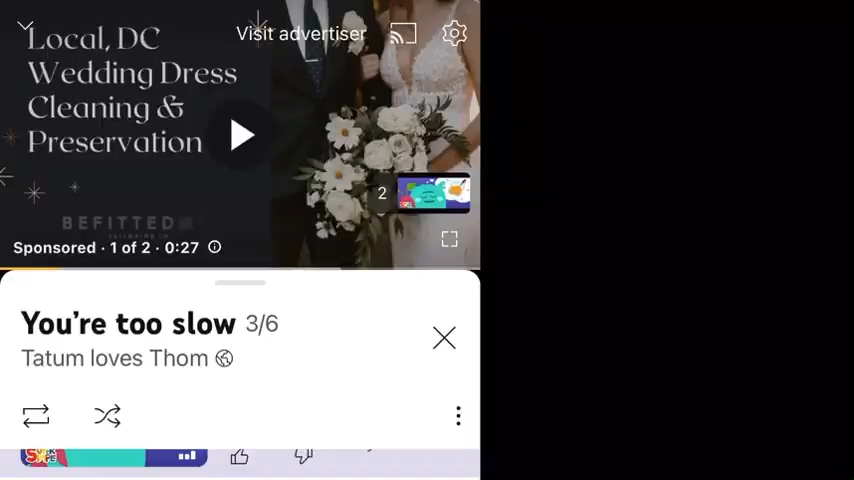 Visit advertiser
Local, DC
Wedding Dress
Cleaning &
Preservation
2
BEFITTED
Sponsored · 1 of 2 · 0:27
You're too slow 3/6
Tatum loves Thom